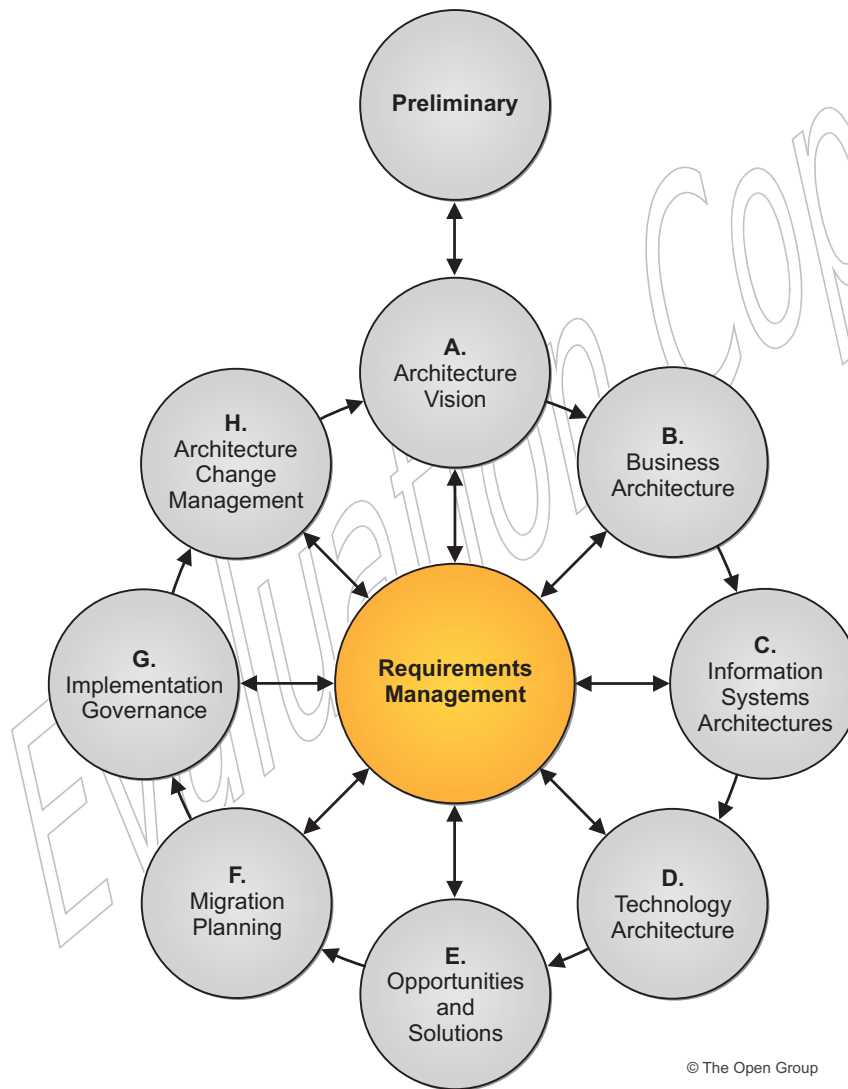 Preliminary
A.
Architecture
Vision
B.
Business
Architecture
C.
Information
Systems
Architectures
D.
Technology
Architecture
E.
Opportunities
and
Solutions
F.
Migration
Planning
G.
Implementation
Governance
H.
Architecture
Change
Management
Requirements
Management
Evaluation Cop
© The Open Group